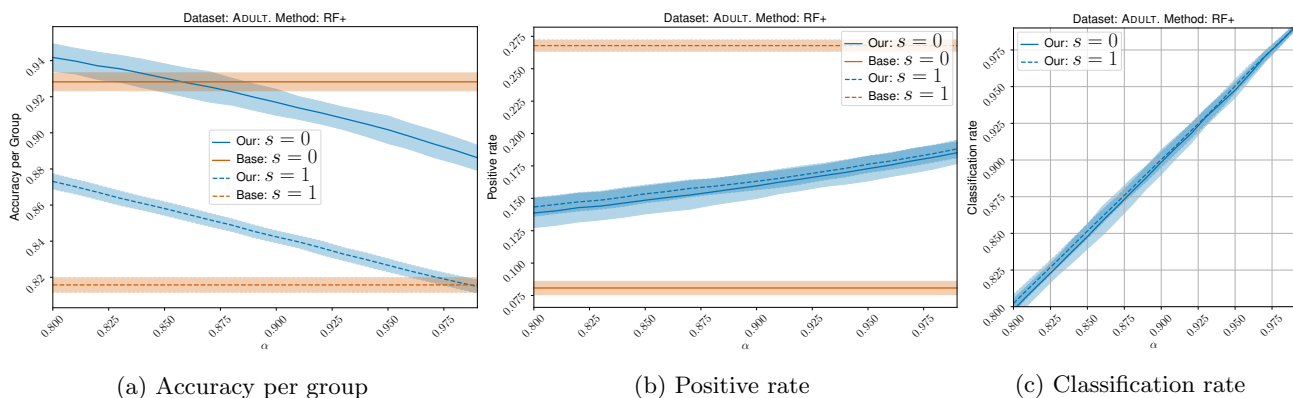 Dataset: ADULT. Method: RF+
Accuracy per Group
0.94
0.92
0.90
0.88
0.86
0.84
0.82
Our: s = 0
Base: s = 0
Our: s = 1
Base: s = 1
0.800
0.825
0.850
0.875
0.900
0.925
0.950
0.975
α
(a) Accuracy per group
Dataset: ADULT. Method: RF+
Positive rate
0.275
0.250
0.225
0.200
0.175
0.150
0.125
0.100
0.075
Our: s = 0
Base: s = 0
Our: s = 1
Base: s = 1
0.800
0.825
0.850
0.875
0.900
0.925
0.950
0.975
α
(b) Positive rate
Dataset: ADULT. Method: RF+
Classification rate
0.975
0.950
0.925
0.900
0.875
0.850
0.825
0.800
Our: s = 0
Our: s = 1
0.800
0.825
0.850
0.875
0.900
0.925
0.950
0.975
α
(c) Classification rate